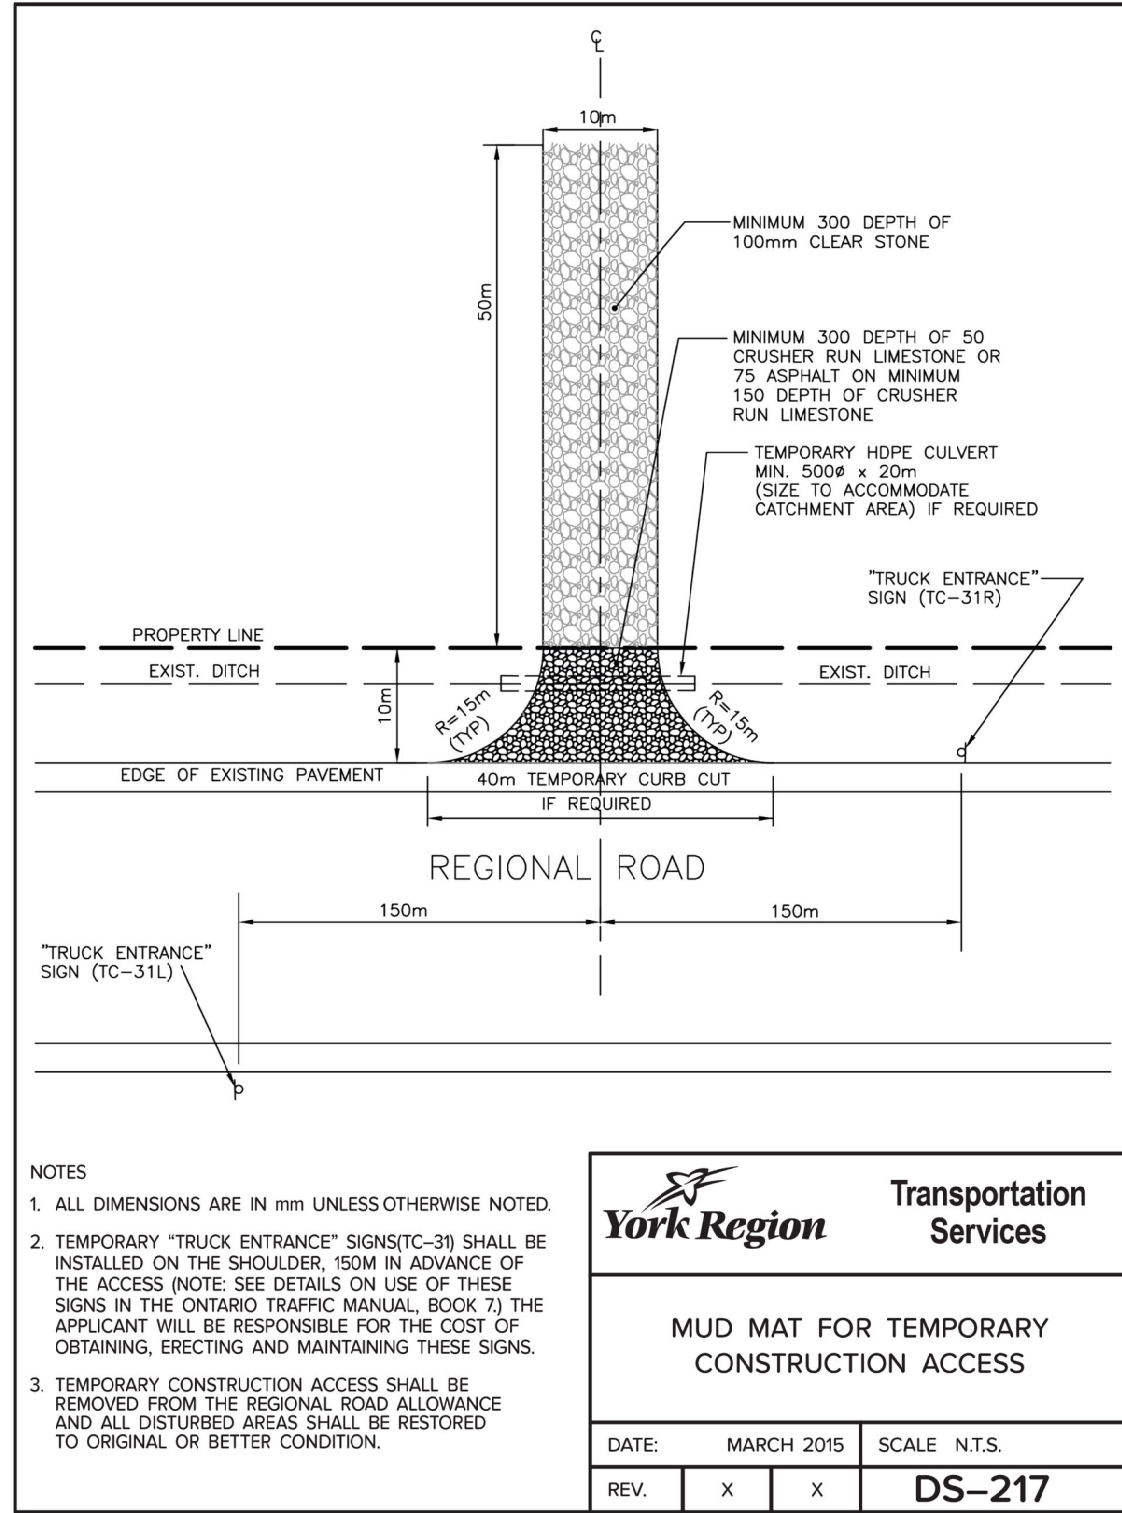 ℄
10m
50m
MINIMUM 300 DEPTH OF
100mm CLEAR STONE
MINIMUM 300 DEPTH OF 50
CRUSHER RUN LIMESTONE OR
75 ASPHALT ON MINIMUM
150 DEPTH OF CRUSHER
RUN LIMESTONE
TEMPORARY HDPE CULVERT
MIN. 500ø x 20m
(SIZE TO ACCOMMODATE
CATCHMENT AREA) IF REQUIRED
"TRUCK ENTRANCE"
SIGN (TC-31R)
PROPERTY LINE
EXIST. DITCH
EXIST. DITCH
10m
R=15m
(TYP)
R=15m
(TYP)
EDGE OF EXISTING PAVEMENT
40m TEMPORARY CURB CUT
IF REQUIRED
REGIONAL ROAD
150m
150m
"TRUCK ENTRANCE"
SIGN (TC-31L)
NOTES
1. ALL DIMENSIONS ARE IN mm UNLESS OTHERWISE NOTED.
2. TEMPORARY "TRUCK ENTRANCE" SIGNS(TC-31) SHALL BE
INSTALLED ON THE SHOULDER, 150M IN ADVANCE OF
THE ACCESS (NOTE: SEE DETAILS ON USE OF THESE
SIGNS IN THE ONTARIO TRAFFIC MANUAL, BOOK 7.) THE
APPLICANT WILL BE RESPONSIBLE FOR THE COST OF
OBTAINING, ERECTING AND MAINTAINING THESE SIGNS.
3. TEMPORARY CONSTRUCTION ACCESS SHALL BE
REMOVED FROM THE REGIONAL ROAD ALLOWANCE
AND ALL DISTURBED AREAS SHALL BE RESTORED
TO ORIGINAL OR BETTER CONDITION.
York Region
Transportation
Services
MUD MAT FOR TEMPORARY
CONSTRUCTION ACCESS
DATE: MARCH 2015 SCALE N.T.S.
REV. X X DS-217